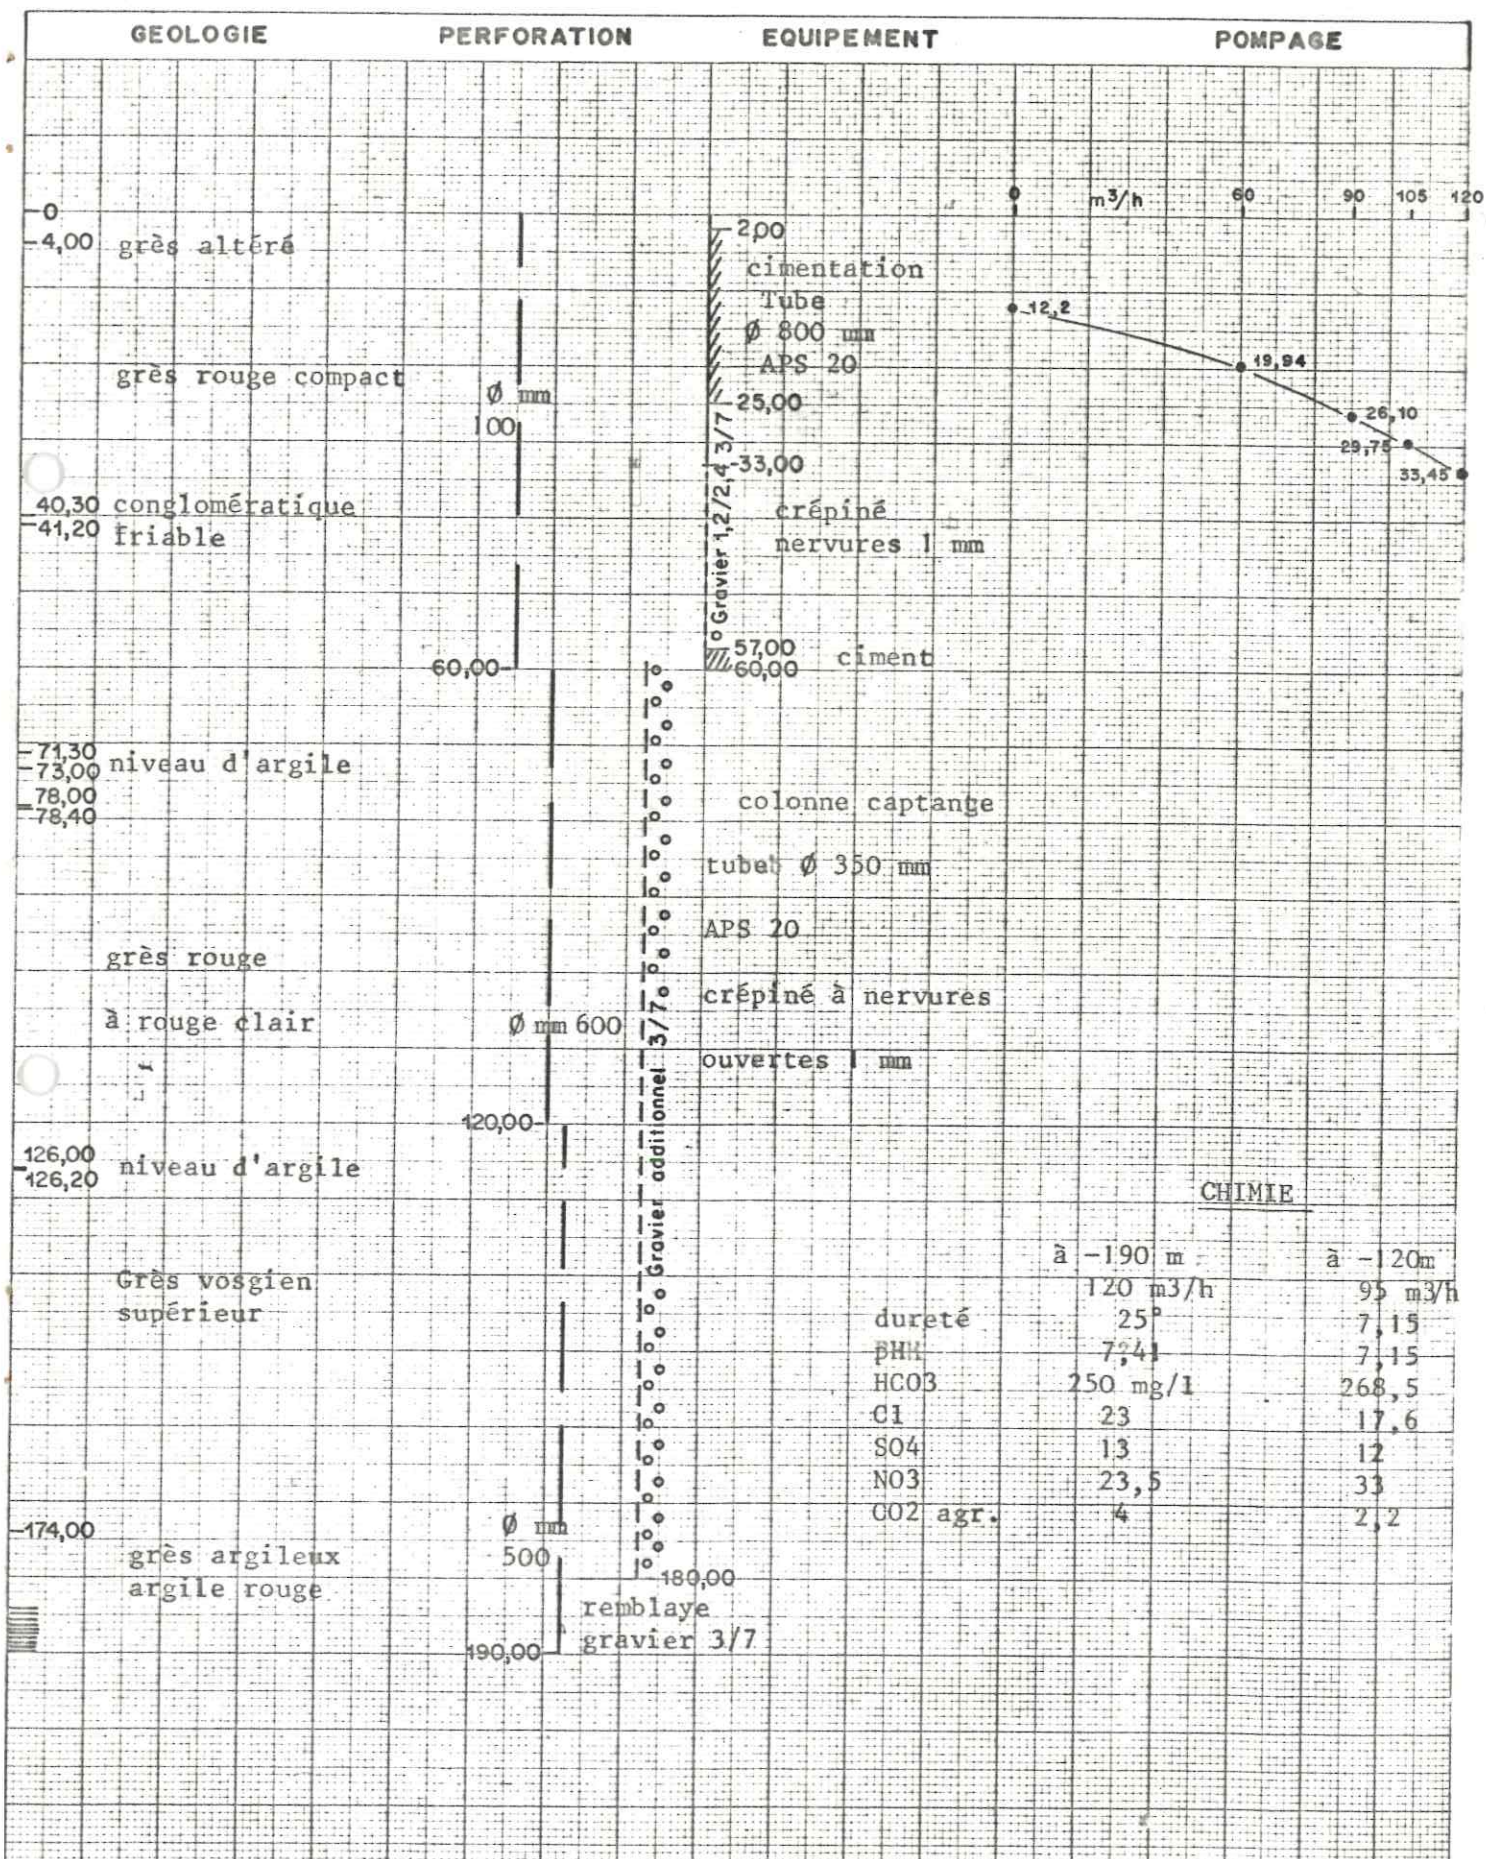 GEOLOGIE PERFORATION EQUIPEMENT POMPAGE
0 m³/h 60 90 105 120
0
4,00 grès altéré
2,00
cimentation
Tube
Ø 800 mm
APS 20
25,00
12,2
19,94
26,10
29,75
33,45
grès rouge compact
Ø mm
100
33,00
Gravier 1,2/2,4 3/7
40,30 conglomératique
41,20 friable
crépiné
nervures 1 mm
57,00
60,00 ciment
60,00
71,30
73,00 niveau d'argile
78,00
78,40
colonne captange
tube Ø 350 mm
APS 20
crépiné à nervures
ouvertes 1 mm
grès rouge
à rouge clair
Ø mm 600
Gravier additionnel 3/7
120,00
126,00
126,20 niveau d'argile
Grès vosgien
supérieur
CHIMIE
à -190 m à -120m
120 m3/h 95 m3/h
dureté 25° 7,15
pH 7,41 7,15
HCO3 250 mg/l 268,5
Cl 23 17,6
SO4 13 12
NO3 23,5 33
CO2 agr. 4 2,2
174,00
grès argileux
argile rouge
Ø mm
500
180,00
remblaye
gravier 3/7
190,00